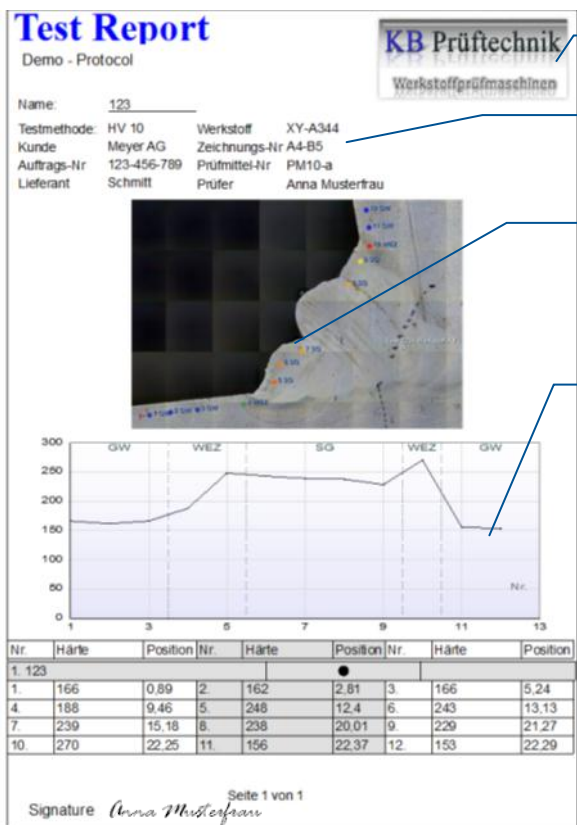 Test Report
KB Prüftechnik
Demo - Protocol
Werkstoffprüfmaschinen
Name: 123
Testmethode: HV 10 Werkstoff XY-A344
Kunde Meyer AG Zeichnungs-Nr A4-B5
Auftrags-Nr 123-456-789 Prüfmittel-Nr PM10-a
Lieferant Schmitt Prüfer Anna Musterfrau
300
GW WEZ SG WEZ GW
250
200
150
100
50
Nr.
0
1 3 5 7 9 11 13
Nr. Härte Position Nr. Härte Position Nr. Härte Position
1. 123
1. 166 0,89 2. 162 2,81 3. 166 5,24
4. 188 9,46 5. 248 12,4 6. 243 13,13
7. 239 15,18 8. 238 20,01 9. 229 21,27
10. 270 22,25 11. 156 22,37 12. 153 22,29
Seite 1 von 1
Signature Anna Musterfrau